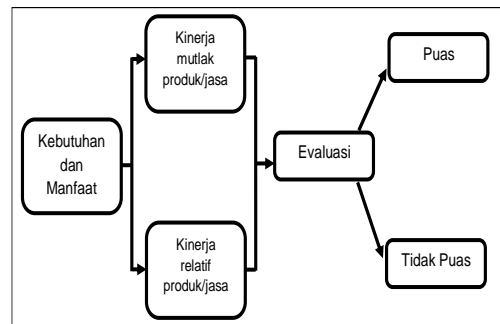 Kinerja
mutlak
produk/jasa
Puas
Kebutuhan
dan
Manfaat
Evaluasi
Kinerja
relatif
produk/jasa
Tidak Puas